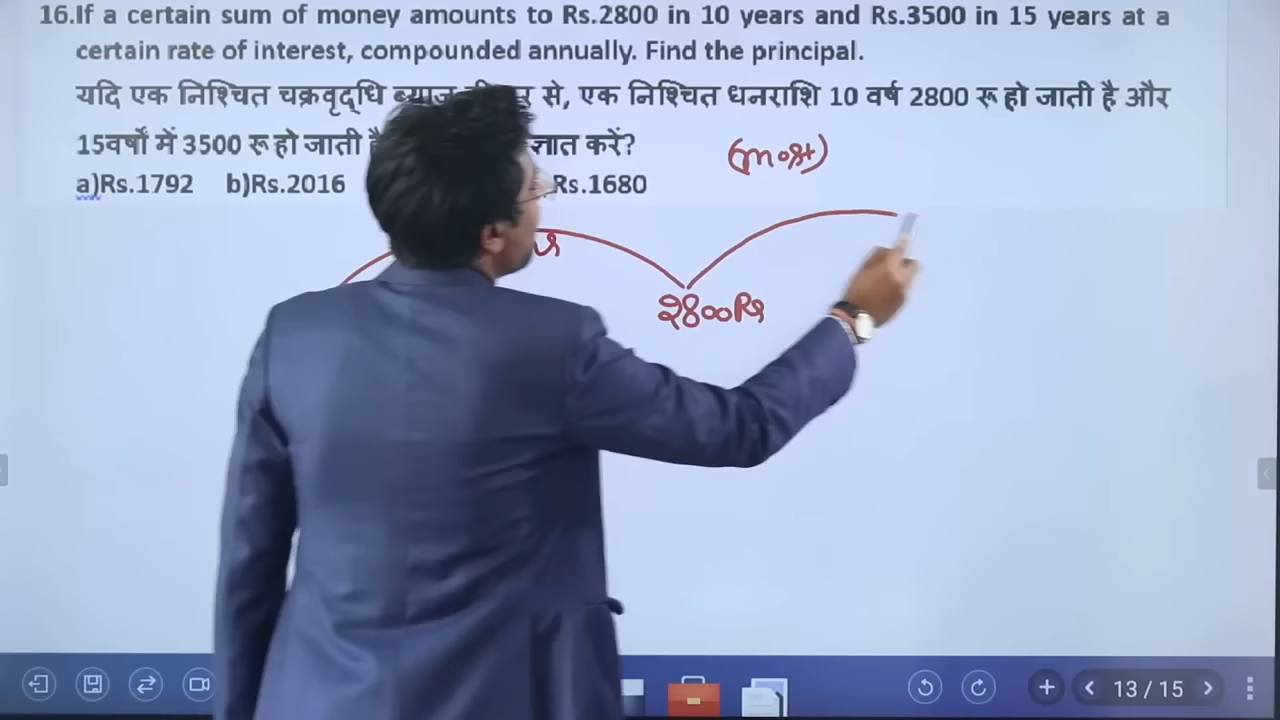 16.If a certain sum of money amounts to Rs.2800 in 10 years and Rs.3500 in 15 years at a
certain rate of interest, compounded annually. Find the principal.
यदि एक निश्चित चक्रवृद्धि ब्याज से, एक निश्चित धनराशि 10 वर्ष 2800 रू हो जाती है और
15वर्षों में 3500 रू हो जाती करें?
(most)
a)Rs.1792 b)Rs.2016 Rs.1680
2800Rs
13 / 15